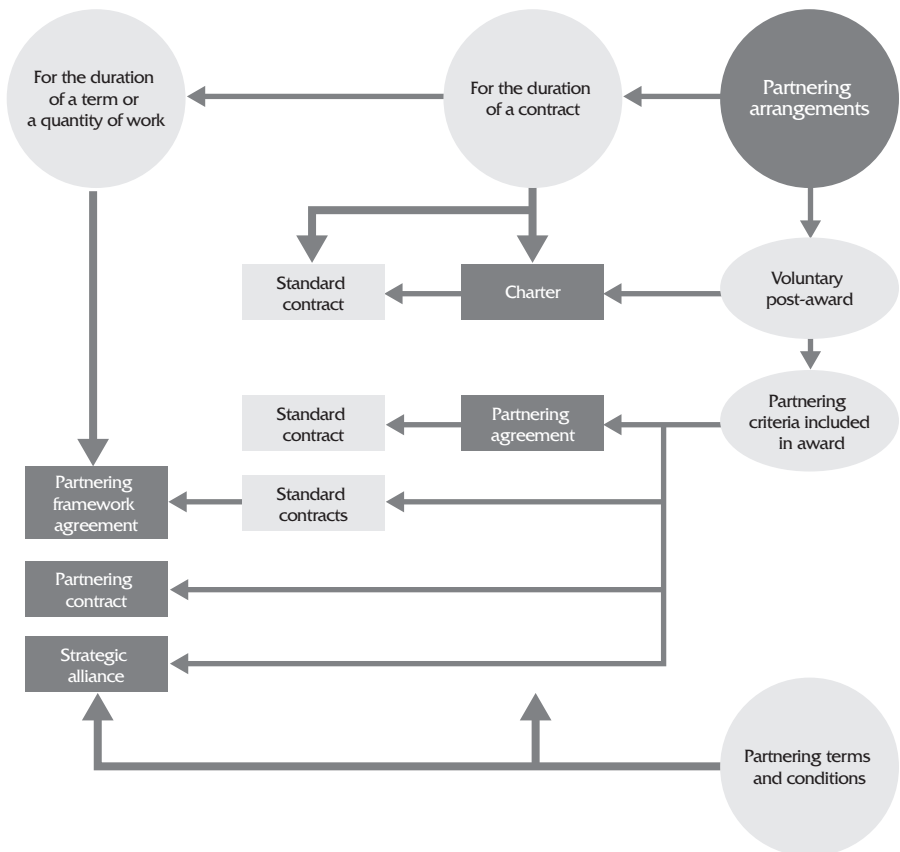 For the duration
of a term or
a quantity of work
For the duration
of a contract
Partnering
arrangements
Standard
contract
Charter
Voluntary
post-award
Standard
contract
Partnering
agreement
Partnering
criteria included
in award
Partnering
framework
agreement
Standard
contracts
Partnering
contract
Strategic
alliance
Partnering terms
and conditions